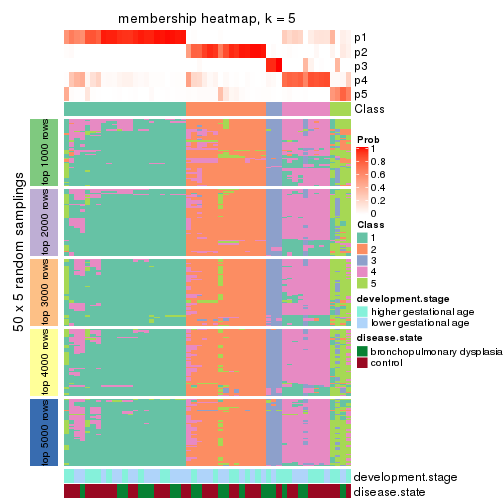 membership heatmap, k = 5
p1
p2
p3
p4
p5
Class
50 x 5 random samplings
top 1000 rows
top 2000 rows
top 3000 rows
top 4000 rows
top 5000 rows
Prob
1
0.8
0.6
0.4
0.2
0
Class
1
2
3
4
5
development.stage
higher gestational age
lower gestational age
disease.state
bronchopulmonary dysplasia
control
development.stage
disease.state